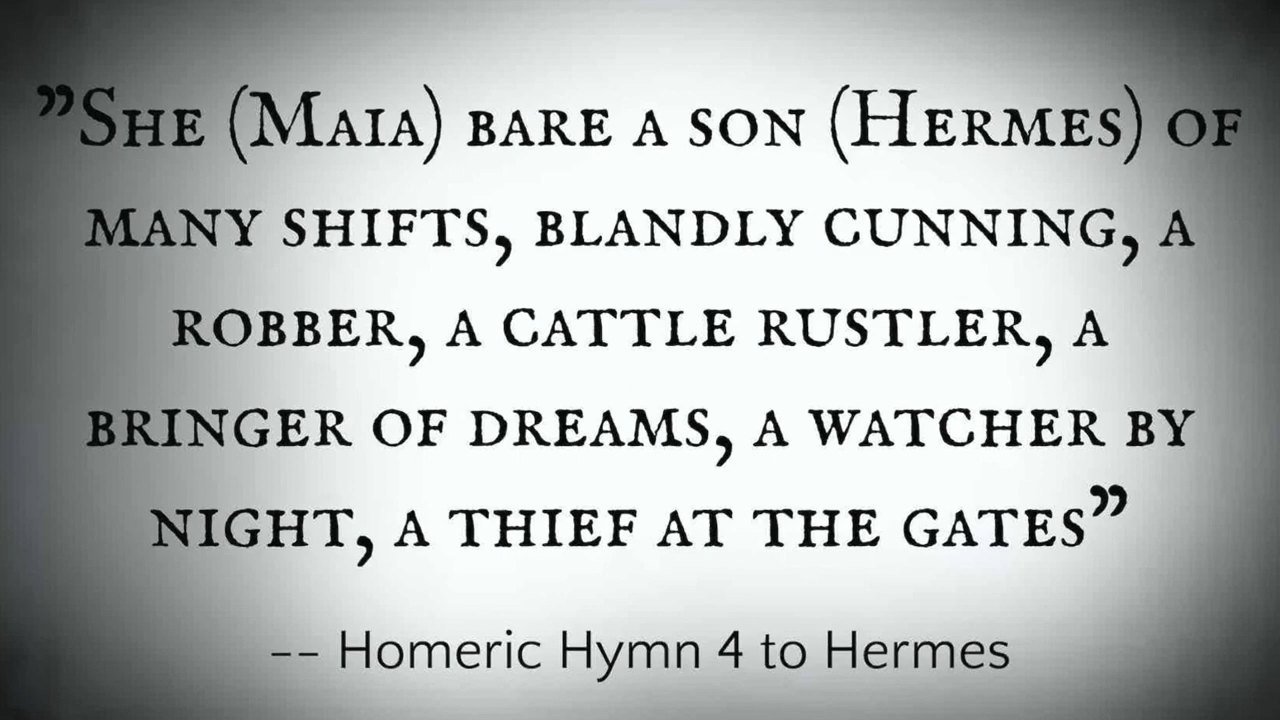 ”She (Maia) bare a son (Hermes) of
many shifts, blandly cunning, a
robber, a cattle rustler, a
bringer of dreams, a watcher by
night, a thief at the gates”
-- Homeric Hymn 4 to Hermes